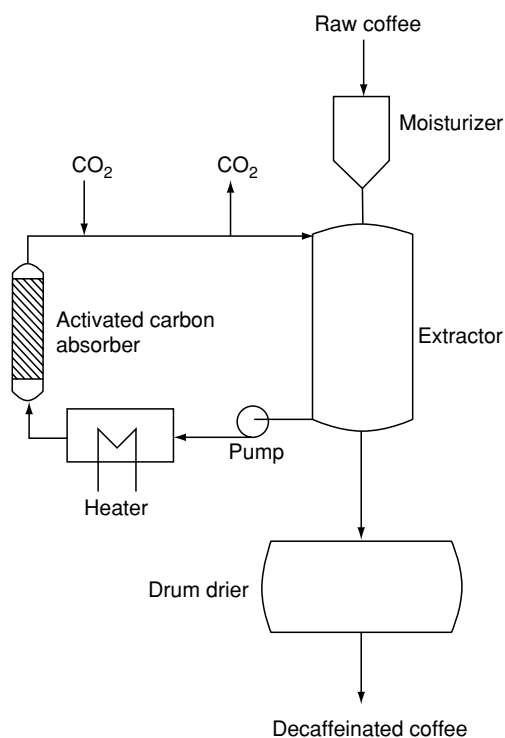 Raw coffee
Moisturizer
CO₂
CO₂
Activated carbon
absorber
Extractor
Pump
Heater
Drum drier
Decaffeinated coffee